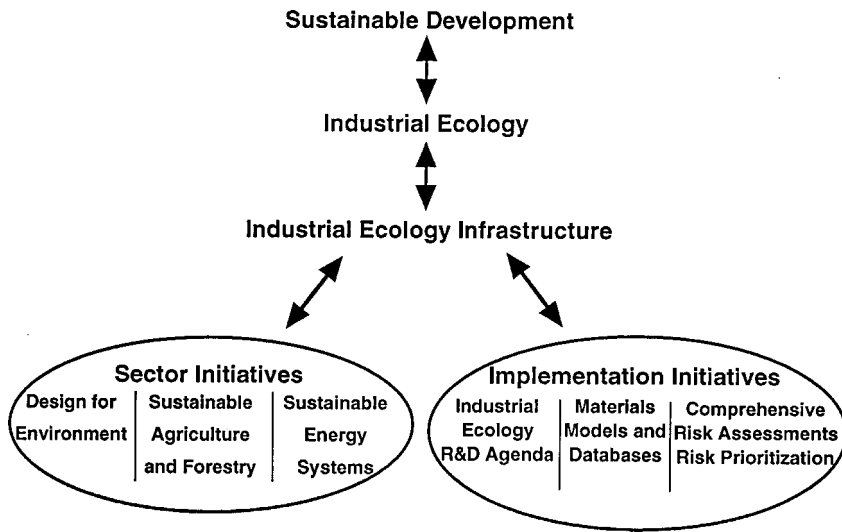 Sustainable Development
Industrial Ecology
Industrial Ecology Infrastructure
Sector Initiatives
Design for
Environment
Sustainable
Agriculture
and Forestry
Sustainable
Energy
Systems
Implementation Initiatives
Industrial
Ecology
R&D Agenda
Materials
Models and
Databases
Comprehensive
Risk Assessments
Risk Prioritization